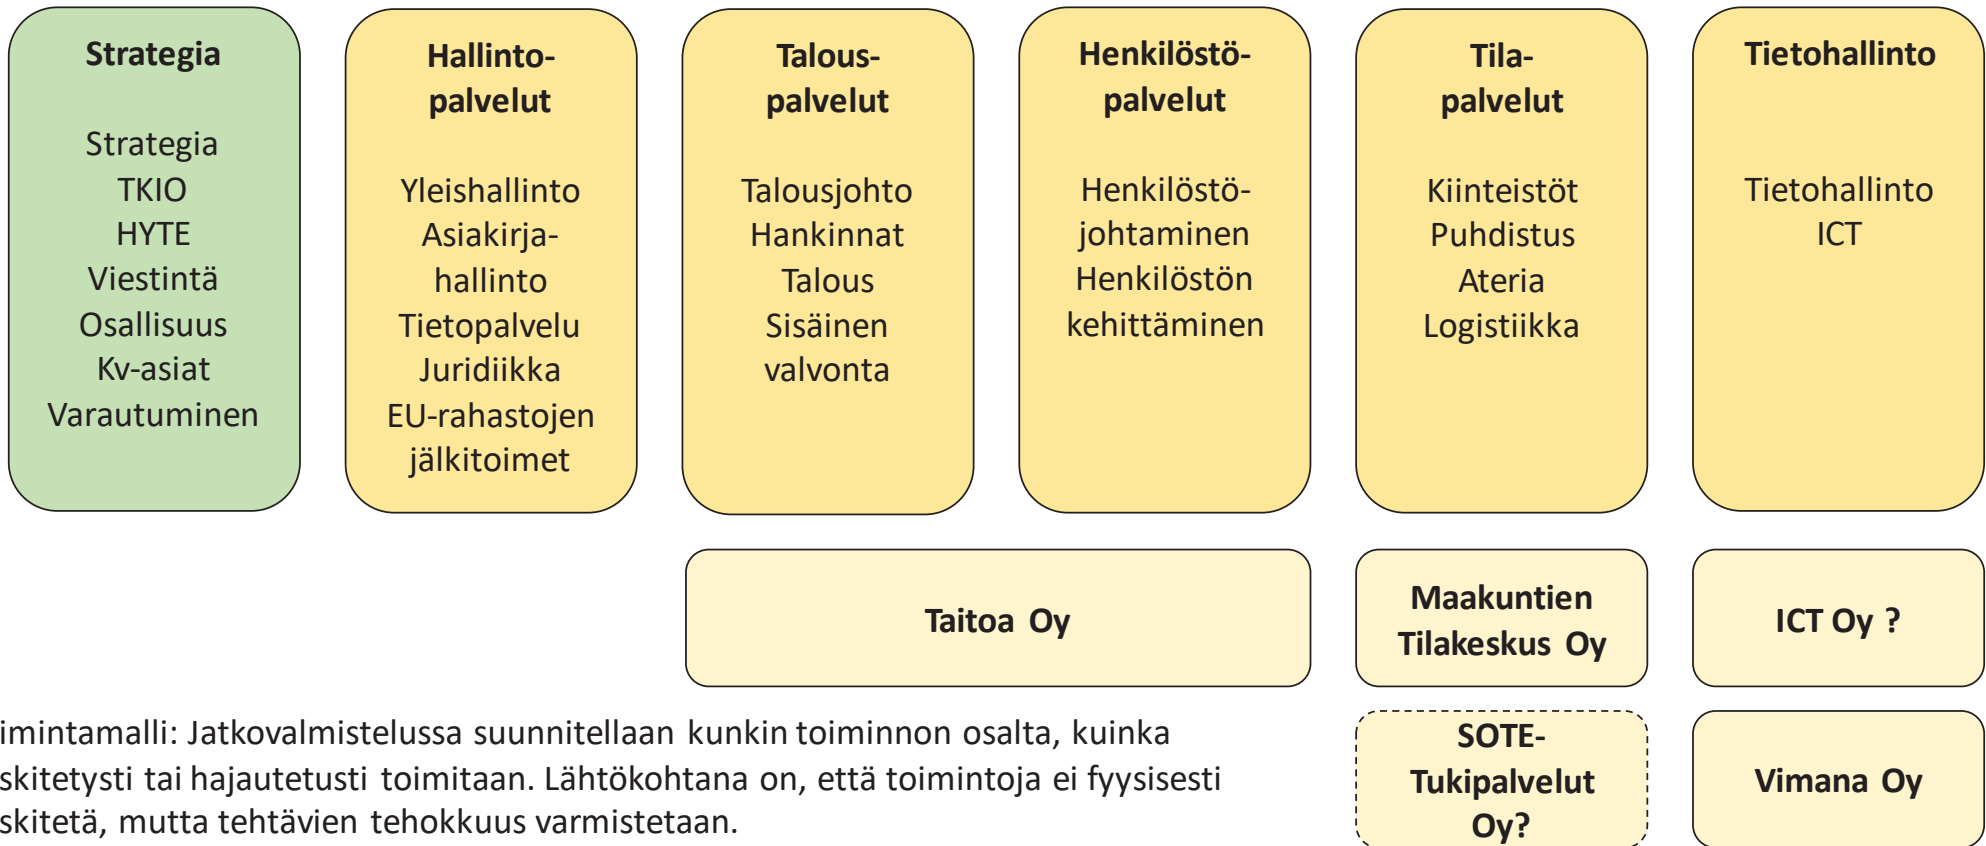 Strategia
Strategia
TKIO
HYTE
Viestintä
Osallisuus
Kv-asiat
Varautuminen
Hallinto-
palvelut
Yleishallinto
Asiakirja-
hallinto
Tietopalvelu
Juridiikka
EU-rahastojen
jälkitoimet
Talous-
palvelut
Talousjohto
Hankinnat
Talous
Sisäinen
valvonta
Henkilöstö-
palvelut
Henkilöstö-
johtaminen
Henkilöstön
kehittäminen
Tila-
palvelut
Kiinteistöt
Puhdistus
Ateria
Logistiikka
Tietohallinto
Tietohallinto
ICT
Taitoa Oy
Maakuntien
Tilakeskus Oy
ICT Oy ?
imintamalli: Jatkovalmistelussa suunnitellaan kunkin toiminnon osalta, kuinka
skitetysti tai hajautetusti toimitaan. Lähtökohtana on, että toimintoja ei fyysisesti
skitetä, mutta tehtävien tehokkuus varmistetaan.
SOTE-
Tukipalvelut
Oy?
Vimana Oy